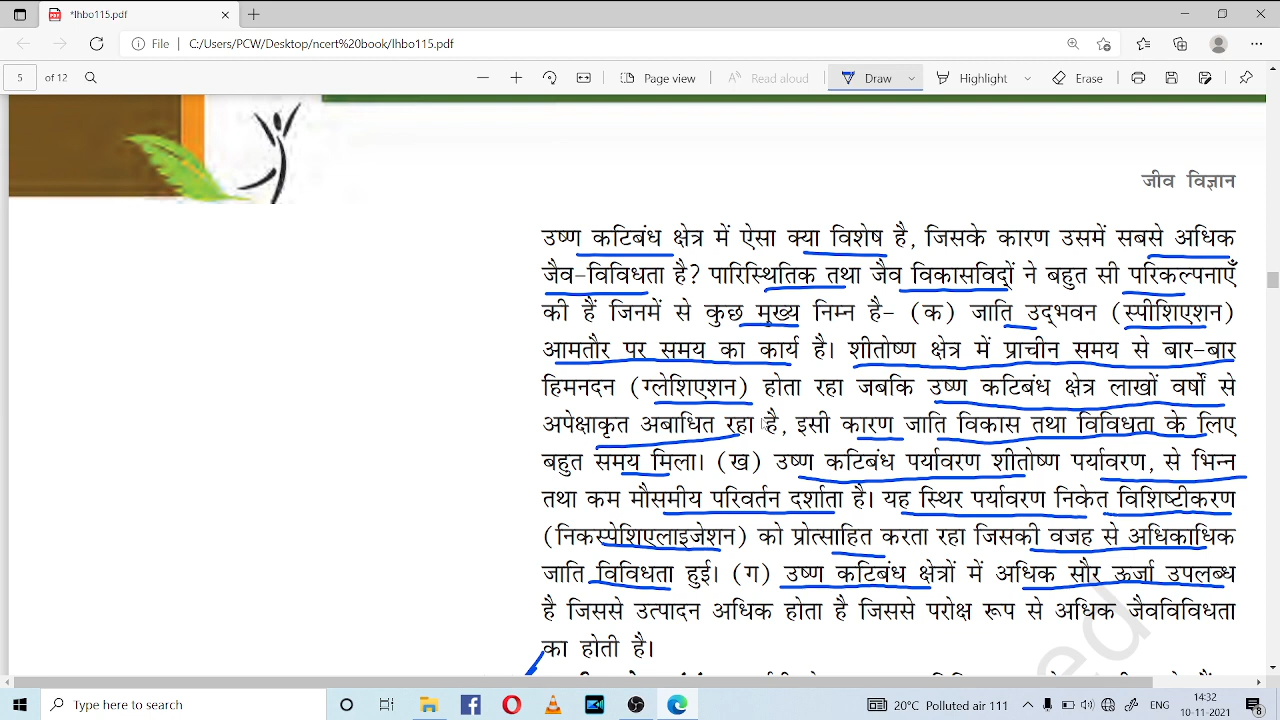 *lhbo115.pdf
File | C:/Users/PCW/Desktop/ncert%20book/lhbo115.pdf
5 of 12 Page view Read aloud Draw Highlight Erase
जीव विज्ञान
उष्ण कटिबंध क्षेत्र में ऐसा क्या विशेष है, जिसके कारण उसमें सबसे अधिक
जैव-विविधता है? पारिस्थितिक तथा जैव विकासविदों ने बहुत सी परिकल्पनाएँ
की हैं जिनमें से कुछ मुख्य निम्न है- (क) जाति उद्भवन (स्पीशिएशन)
आमतौर पर समय का कार्य है। शीतोष्ण क्षेत्र में प्राचीन समय से बार-बार
हिमनदन (ग्लेशिएशन) होता रहा जबकि उष्ण कटिबंध क्षेत्र लाखों वर्षों से
अपेक्षाकृत अबाधित रहा है, इसी कारण जाति विकास तथा विविधता के लिए
बहुत समय मिला। (ख) उष्ण कटिबंध पर्यावरण शीतोष्ण पर्यावरण, से भिन्न
तथा कम मौसमीय परिवर्तन दर्शाता है। यह स्थिर पर्यावरण निकेत विशिष्टीकरण
(निकस्पेशिएलाइजेशन) को प्रोत्साहित करता रहा जिसकी वजह से अधिकाधिक
जाति विविधता हुई। (ग) उष्ण कटिबंध क्षेत्रों में अधिक सौर ऊर्जा उपलब्ध
है जिससे उत्पादन अधिक होता है जिससे परोक्ष रूप से अधिक जैवविविधता
का होती है।
Type here to search 20°C Polluted air 111 ENG 14:32
10-11-2021 8